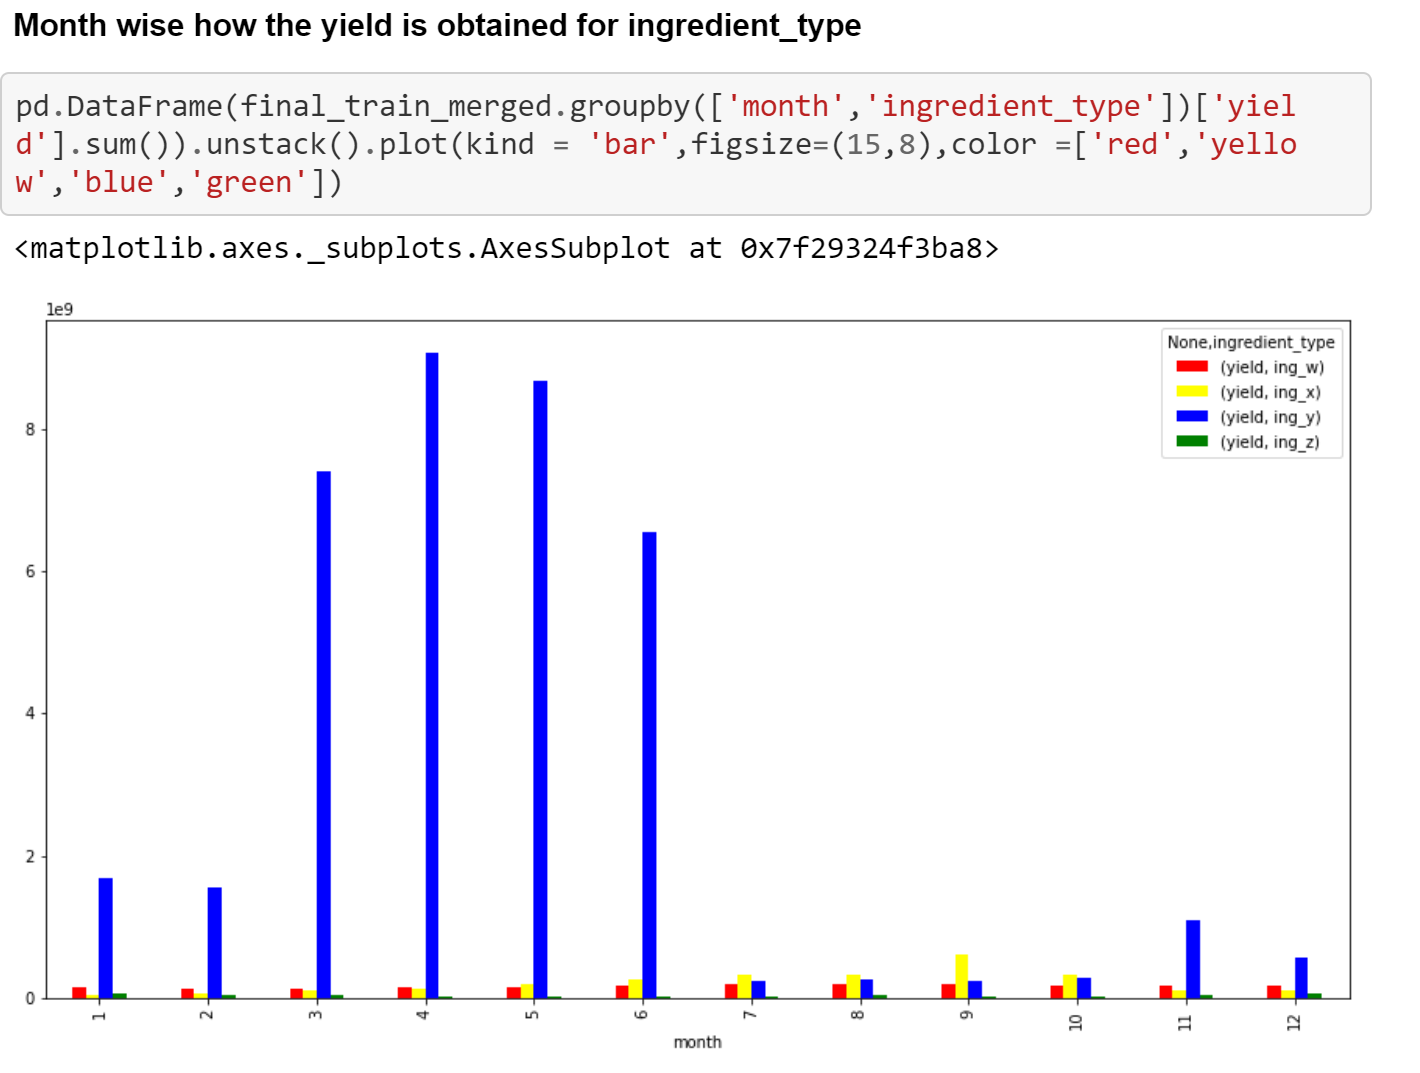 Month wise how the yield is obtained for ingredient_type
pd.DataFrame(final_train_merged.groupby(['month','ingredient_type'])['yiel
d'].sum()).unstack().plot(kind = 'bar',figsize=(15,8),color =['red','yello
w','blue','green'])
<matplotlib.axes._subplots.AxesSubplot at 0x7f29324f3ba8>
1e9
None,ingredient_type
(yield, ing_w)
(yield, ing_x)
(yield, ing_y)
(yield, ing_z)
8
6
4
2
0
1 2 3 4 5 6 7 8 9 10 11 12
month